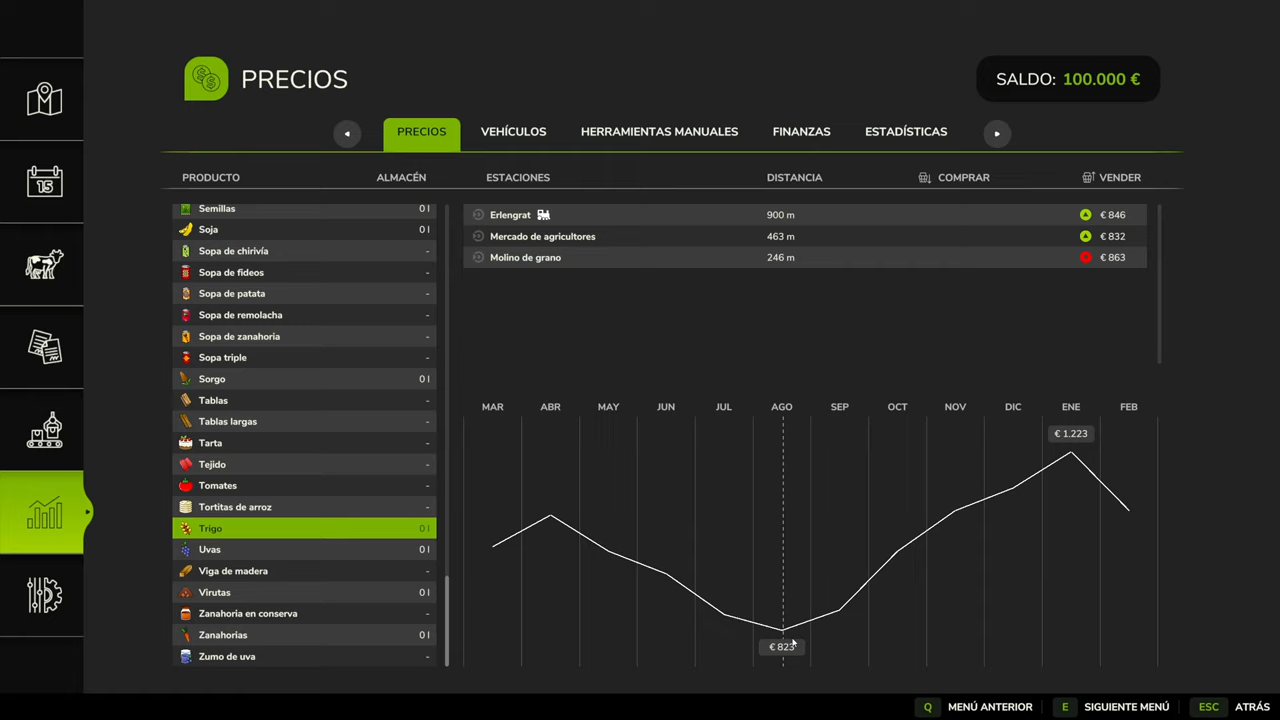 PRECIOS
SALDO: 100.000 €
PRECIOS VEHÍCULOS HERRAMIENTAS MANUALES FINANZAS ESTADÍSTICAS
15
PRODUCTO ALMACÉN
Semillas 0 l
Soja 0 l
Sopa de chirivía -
Sopa de fideos -
Sopa de patata -
Sopa de remolacha -
Sopa de zanahoria -
Sopa triple -
Sorgo 0 l
Tablas -
Tablas largas -
Tarta -
Tejido -
Tomates -
Tortitas de arroz -
Trigo 0 l
Uvas 0 l
Viga de madera -
Virutas 0 l
Zanahoria en conserva -
Zanahorias 0 l
Zumo de uva -
ESTACIONES DISTANCIA COMPRAR VENDER
Erlengrat 900 m € 846
Mercado de agricultores 463 m € 832
Molino de grano 246 m € 863
MAR ABR MAY JUN JUL AGO SEP OCT NOV DIC ENE FEB
€ 1.223
€ 823
Q MENÚ ANTERIOR E SIGUIENTE MENÚ ESC ATRÁS